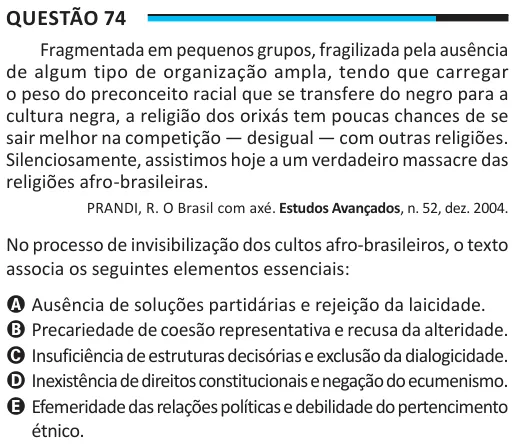 QUESTÃO 74
Fragmentada em pequenos grupos, fragilizada pela ausência
de algum tipo de organização ampla, tendo que carregar
o peso do preconceito racial que se transfere do negro para a
cultura negra, a religião dos orixás tem poucas chances de se
sair melhor na competição — desigual — com outras religiões.
Silenciosamente, assistimos hoje a um verdadeiro massacre das
religiões afro-brasileiras.
PRANDI, R. O Brasil com axé. Estudos Avançados, n. 52, dez. 2004.
No processo de invisibilização dos cultos afro-brasileiros, o texto
associa os seguintes elementos essenciais:
A Ausência de soluções partidárias e rejeição da laicidade.
B Precariedade de coesão representativa e recusa da alteridade.
C Insuficiência de estruturas decisórias e exclusão da dialogicidade.
D Inexistência de direitos constitucionais e negação do ecumenismo.
E Efemeridade das relações políticas e debilidade do pertencimento
étnico.